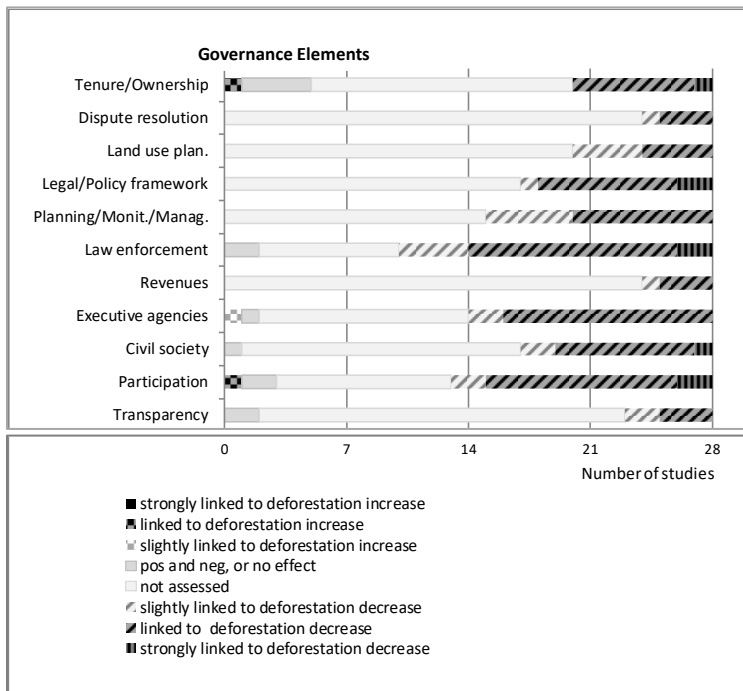 Governance Elements
Tenure/Ownership
Dispute resolution
Land use plan.
Legal/Policy framework
Planning/Monit./Manag.
Law enforcement
Revenues
Executive agencies
Civil society
Participation
Transparency
0 7 14 21 28
Number of studies
strongly linked to deforestation increase
linked to deforestation increase
slightly linked to deforestation increase
pos and neg, or no effect
not assessed
slightly linked to deforestation decrease
linked to deforestation decrease
strongly linked to deforestation decrease